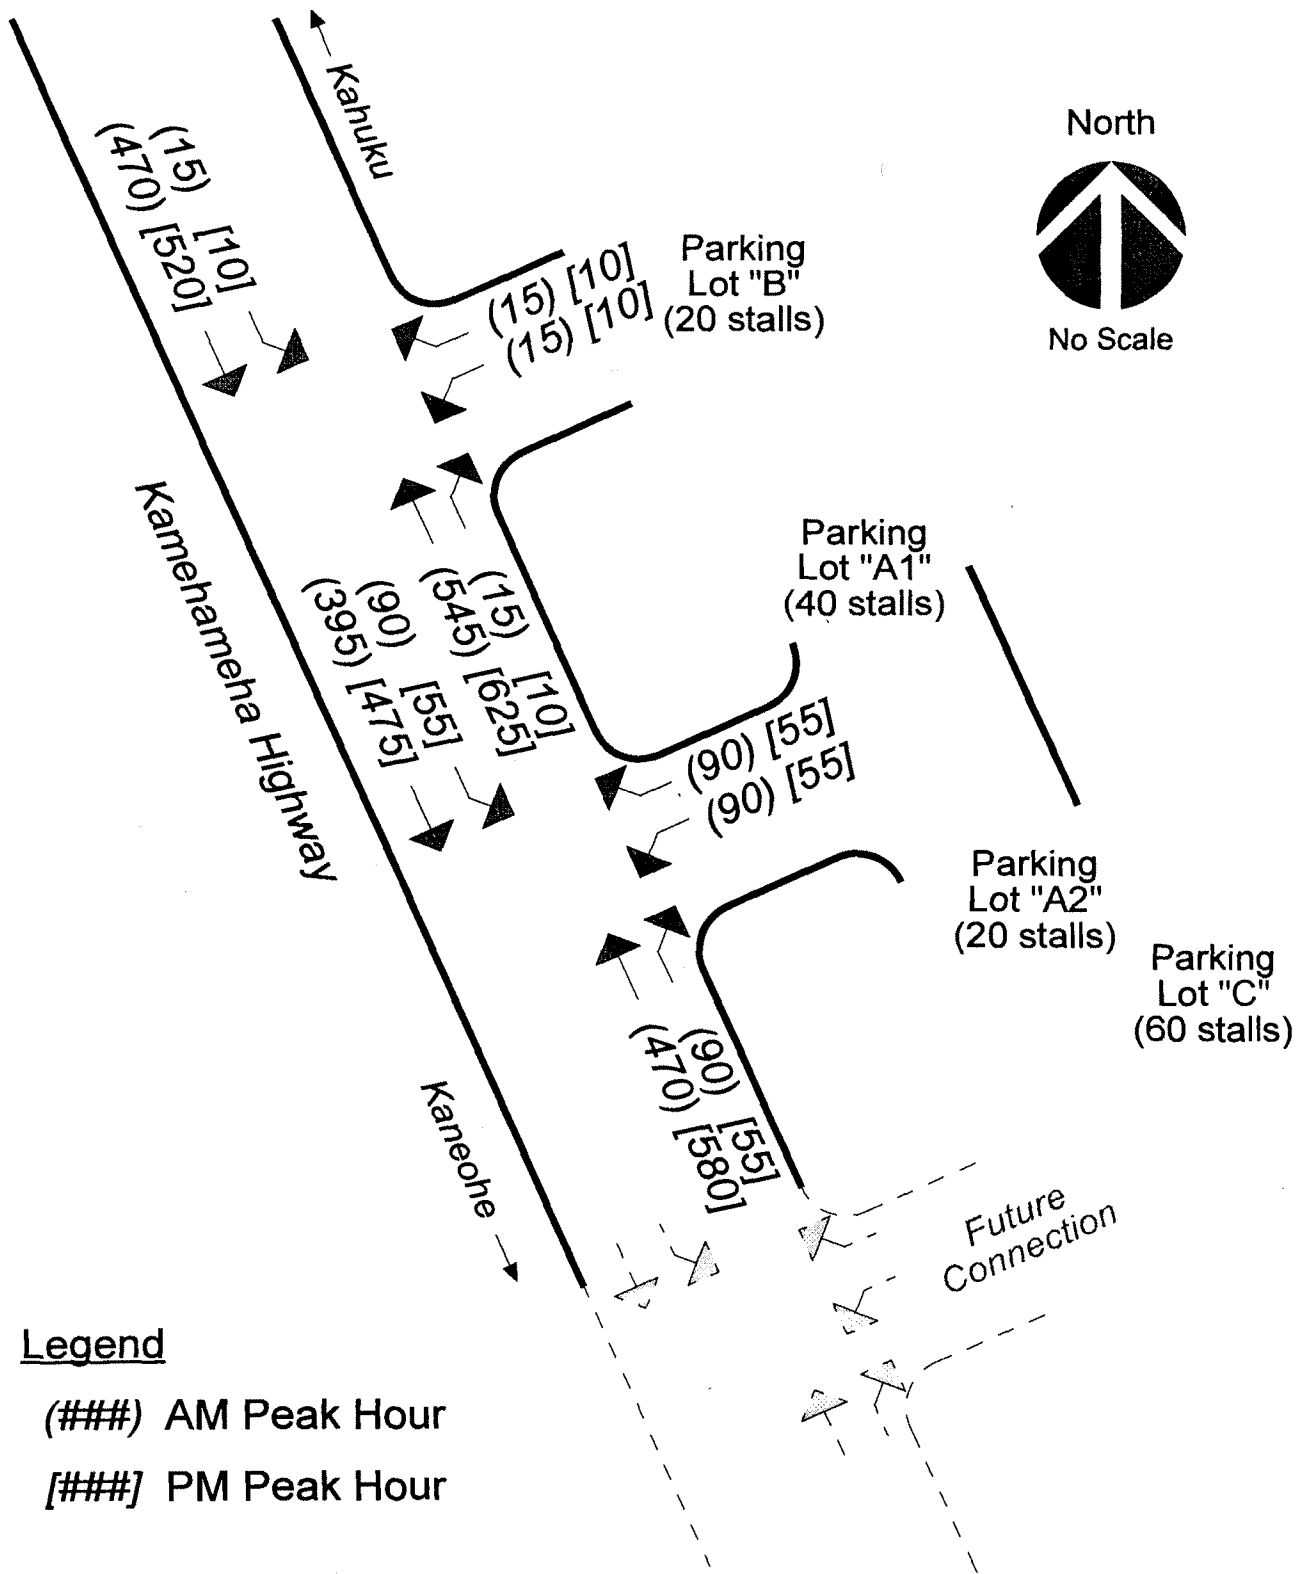 Kahuku
North
No Scale
(15) [10]
(470) [520]
Parking
Lot "B"
(20 stalls)
(15) [10]
(15) [10]
Kamehameha Highway
Parking
Lot "A1"
(40 stalls)
(15) [10]
(545) [625]
(90) [55]
(395) [475]
(90) [55]
(90) [55]
Parking
Lot "A2"
(20 stalls)
Parking
Lot "C"
(60 stalls)
(90) [55]
(470) [580]
Kaneohe
Future
Connection
Legend
(###) AM Peak Hour
[###] PM Peak Hour